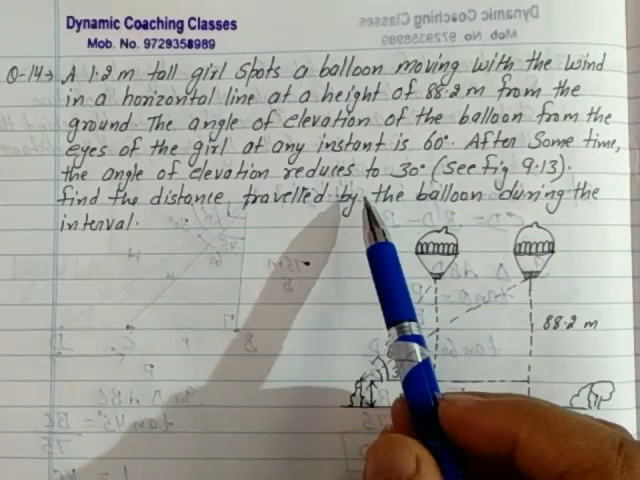 Dynamic Coaching Classes
Mob. No. 9729358989
Q-14→ A 1.2 m tall girl spots a balloon moving with the wind
in a horizontal line at a height of 88.2 m from the
ground. The angle of elevation of the balloon from the
eyes of the girl at any instant is 60°. After Some time,
the angle of elevation reduces to 30° (See fig 9.13).
find the distance travelled by the balloon during the
interval.
88.2 m